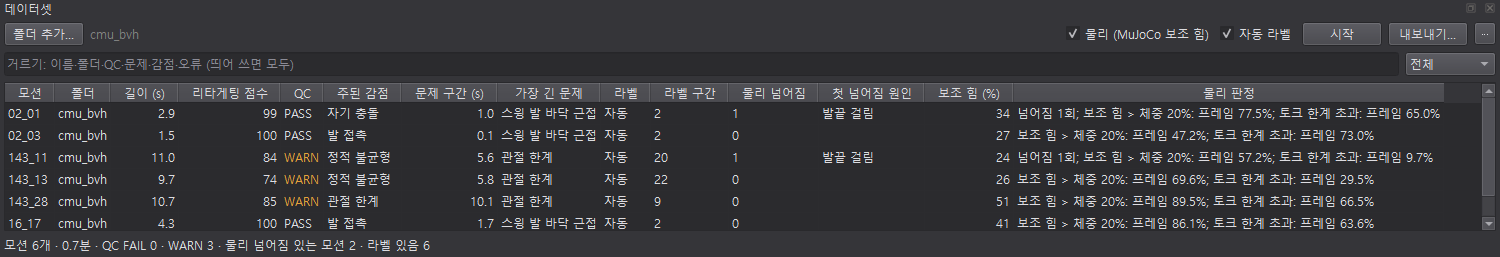 데이터셋
폴더 추가... cmu_bvh ✓ 물리 (MuJoCo 보조 힘) ✓ 자동 라벨 시작 내보내기... ...
거르기: 이름·폴더·QC·문제·감점·오류 (띄어 쓰면 모두) 전체
모션 폴더 길이 (s) 리타게팅 점수 QC 주된 감점 문제 구간 (s) 가장 긴 문제 라벨 라벨 구간 물리 넘어짐 첫 넘어짐 원인 보조 힘 (%) 물리 판정
02_01 cmu_bvh 2.9 99 PASS 자기 충돌 1.0 스윙 발 바닥 근접 자동 2 1 발끝 걸림 34 넘어짐 1회; 보조 힘 > 체중 20%: 프레임 77.5%; 토크 한계 초과: 프레임 65.0%
02_03 cmu_bvh 1.5 100 PASS 발 접촉 0.1 스윙 발 바닥 근접 자동 2 0 27 보조 힘 > 체중 20%: 프레임 47.2%; 토크 한계 초과: 프레임 73.0%
143_11 cmu_bvh 11.0 84 WARN 정적 불균형 5.6 관절 한계 자동 20 1 발끝 걸림 24 넘어짐 1회; 보조 힘 > 체중 20%: 프레임 57.2%; 토크 한계 초과: 프레임 9.7%
143_13 cmu_bvh 9.7 74 WARN 정적 불균형 5.8 관절 한계 자동 22 0 26 보조 힘 > 체중 20%: 프레임 69.6%; 토크 한계 초과: 프레임 29.5%
143_28 cmu_bvh 10.7 85 WARN 관절 한계 10.1 관절 한계 자동 9 0 51 보조 힘 > 체중 20%: 프레임 89.5%; 토크 한계 초과: 프레임 66.5%
16_17 cmu_bvh 4.3 100 PASS 발 접촉 1.7 스윙 발 바닥 근접 자동 2 0 41 보조 힘 > 체중 20%: 프레임 86.1%; 토크 한계 초과: 프레임 63.6%
모션 6개 · 0.7분 · QC FAIL 0 · WARN 3 · 물리 넘어짐 있는 모션 2 · 라벨 있음 6